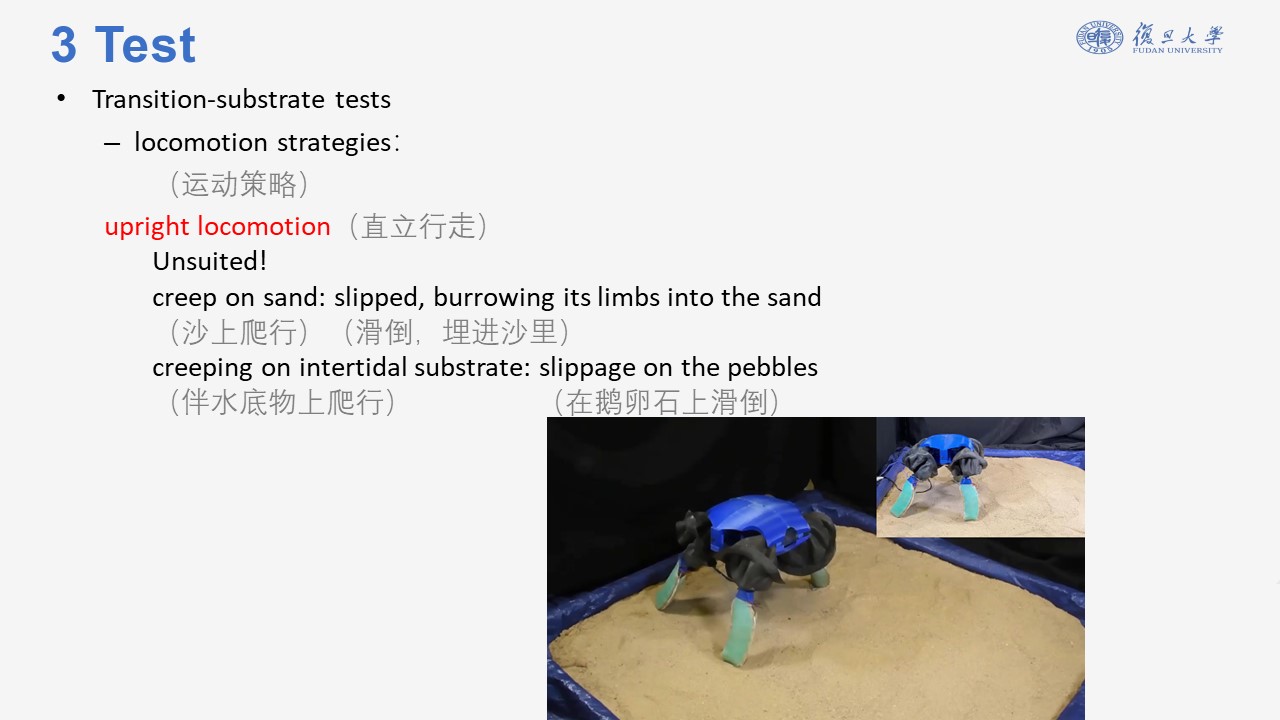 3 Test
復旦大學
FUDAN UNIVERSITY
• Transition-substrate tests
– locomotion strategies：
（运动策略）
upright locomotion（直立行走）
Unsuited!
creep on sand: slipped, burrowing its limbs into the sand
（沙上爬行）（滑倒，埋进沙里）
creeping on intertidal substrate: slippage on the pebbles
（伴水底物上爬行） （在鹅卵石上滑倒）